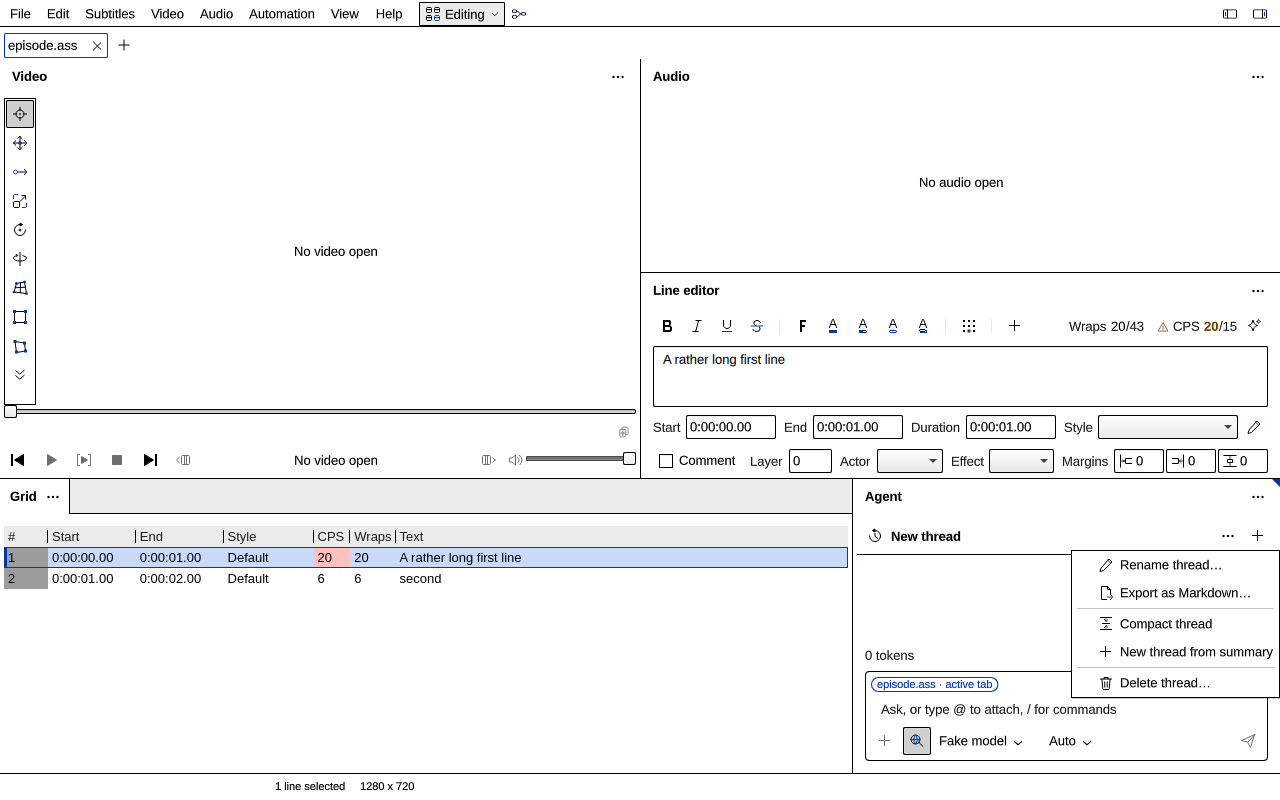 File Edit Subtitles Video Audio Automation View Help Editing
episode.ass
Video
Audio
No video open
No audio open
Line editor
B I U S F A A A A Wraps 20/43 CPS 20/15
A rather long first line
Start 0:00:00.00 End 0:00:01.00 Duration 0:00:01.00 Style
Comment Layer 0 Actor Effect Margins 0 0 0
No video open
Grid
# Start End Style CPS Wraps Text
1 0:00:00.00 0:00:01.00 Default 20 20 A rather long first line
2 0:00:01.00 0:00:02.00 Default 6 6 second
Agent
New thread
Rename thread…
Export as Markdown…
Compact thread
New thread from summary
Delete thread…
0 tokens
episode.ass · active tab
Ask, or type @ to attach, / for commands
Fake model Auto
1 line selected 1280 x 720